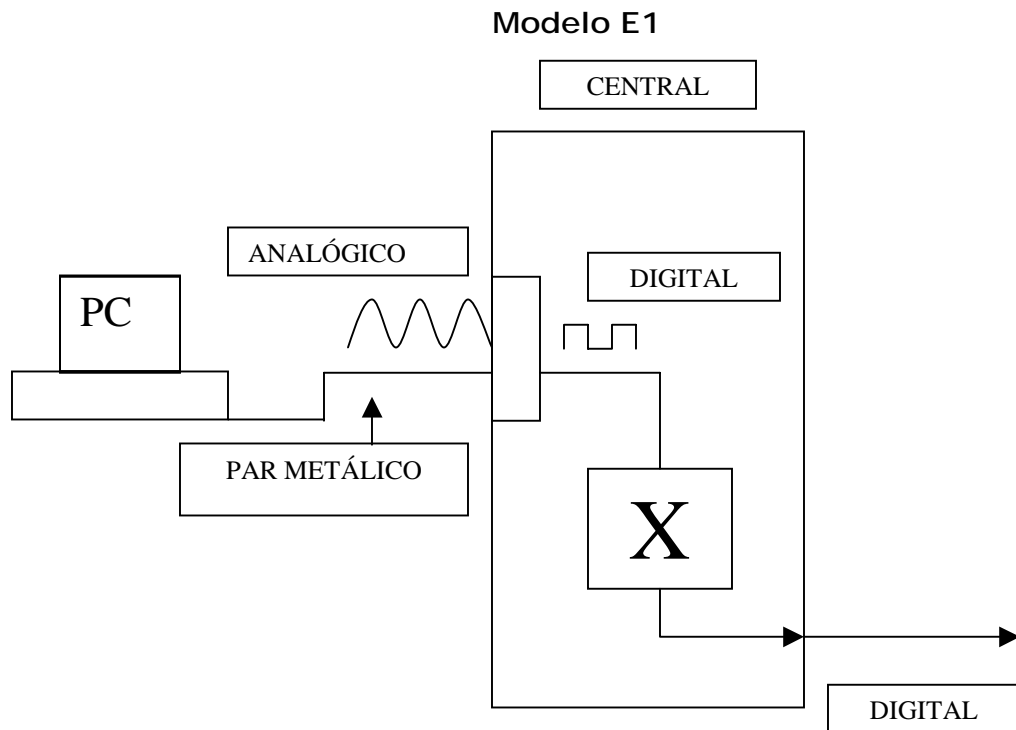 Modelo E1
CENTRAL
ANALÓGICO
DIGITAL
PC
PAR METÁLICO
X
DIGITAL